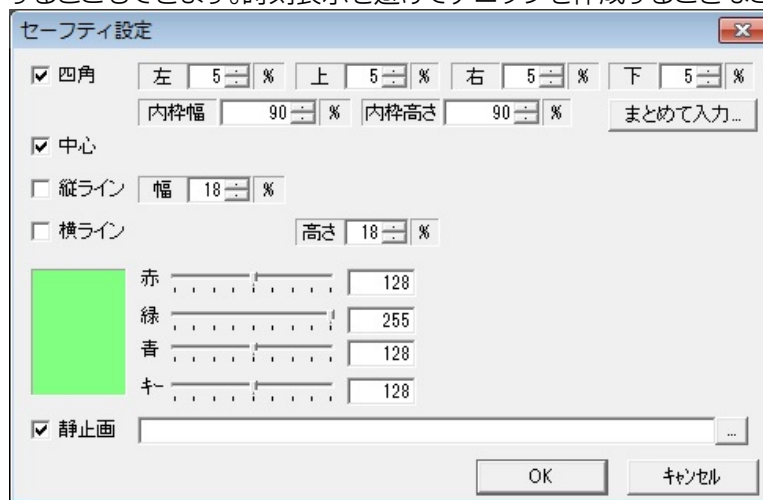 セーフティ設定
四角 左 5 % 上 5 % 右 5 % 下 5 %
内枠幅 90 % 内枠高さ 90 % まとめて入力...
中心
縦ライン 幅 18 %
横ライン 高さ 18 %
赤 128
緑 255
青 128
キー 128
静止画 ...
OK キャンセル